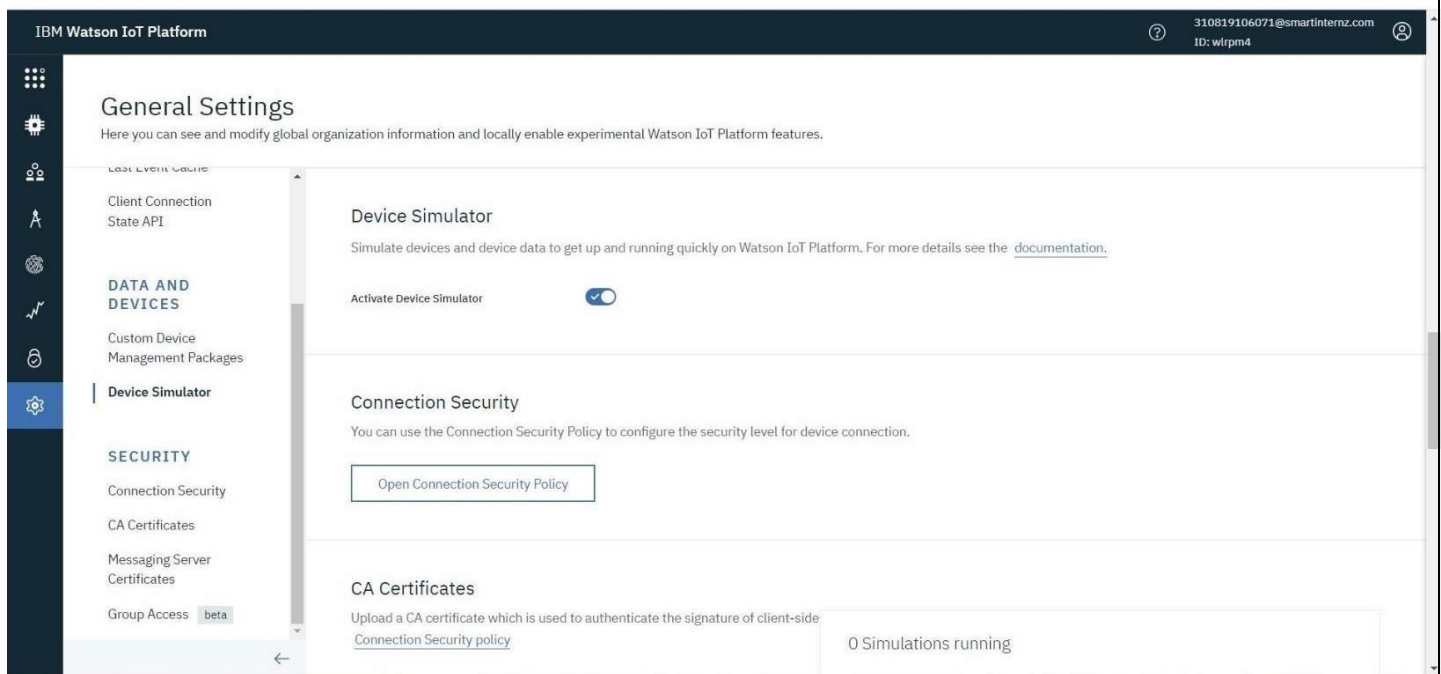 IBM Watson IoT Platform
310819106071@smartinternz.com
ID: wlrpm4
General Settings
Here you can see and modify global organization information and locally enable experimental Watson IoT Platform features.
Last Event Cache
Client Connection
State API
DATA AND
DEVICES
Custom Device
Management Packages
Device Simulator
SECURITY
Connection Security
CA Certificates
Messaging Server
Certificates
Group Access beta
Device Simulator
Simulate devices and device data to get up and running quickly on Watson IoT Platform. For more details see the documentation.
Activate Device Simulator
Connection Security
You can use the Connection Security Policy to configure the security level for device connection.
Open Connection Security Policy
CA Certificates
Upload a CA certificate which is used to authenticate the signature of client-side
Connection Security policy
0 Simulations running